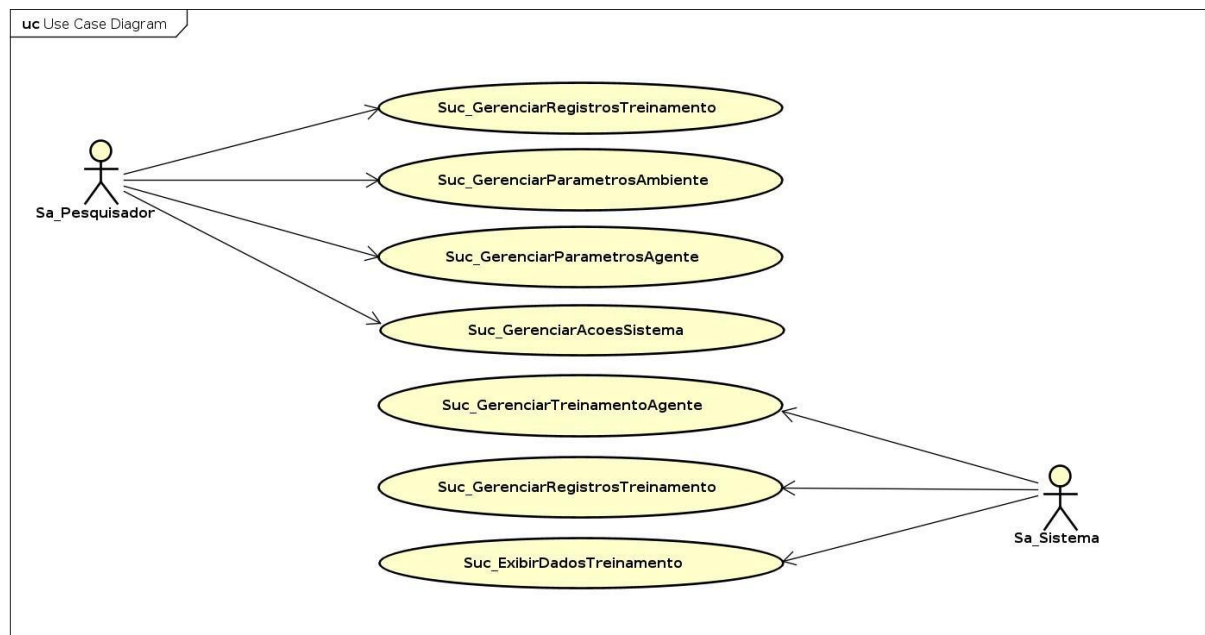 uc Use Case Diagram
Suc_GerenciarRegistrosTreinamento
Suc_GerenciarParametrosAmbiente
Sa_Pesquisador
Suc_GerenciarParametrosAgente
Suc_GerenciarAcoesSistema
Suc_GerenciarTreinamentoAgente
Suc_GerenciarRegistrosTreinamento
Sa_Sistema
Suc_ExibirDadosTreinamento